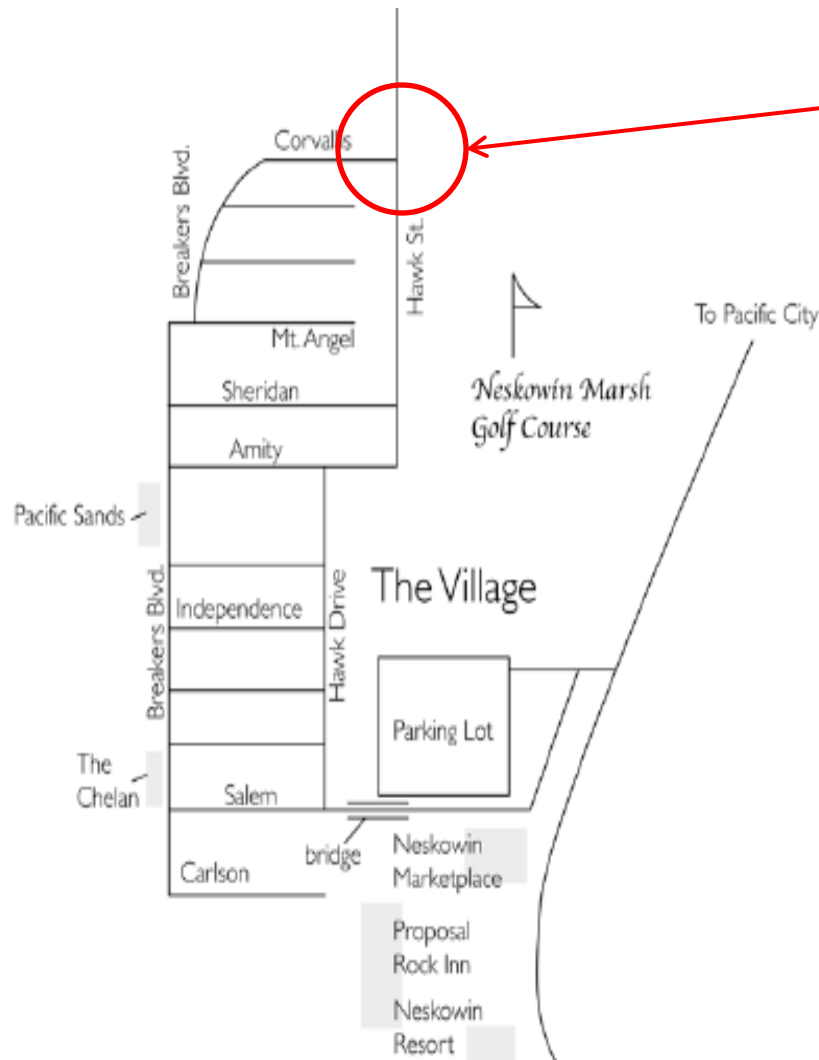 Corvallis
Breakers Blvd.
Hawk St.
To Pacific City
Mt. Angel
Neskowin Marsh
Golf Course
Sheridan
Amity
Pacific Sands
The Village
Breakers Blvd.
Independence
Hawk Drive
Parking Lot
The
Chelan
Salem
bridge
Neskowin
Marketplace
Carlson
Proposal
Rock Inn
Neskowin
Resort